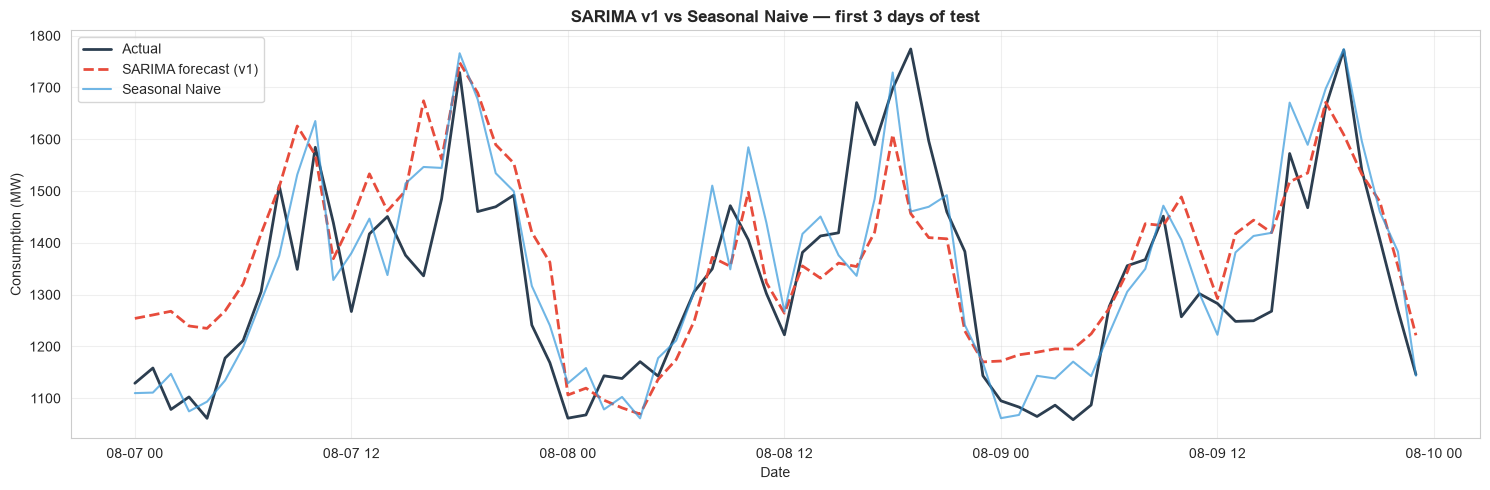 SARIMA v1 vs Seasonal Naive — first 3 days of test
Actual
SARIMA forecast (v1)
Seasonal Naive
Consumption (MW)
1800
1700
1600
1500
1400
1300
1200
1100
08-07 00
08-07 12
08-08 00
08-08 12
08-09 00
08-09 12
08-10 00
Date